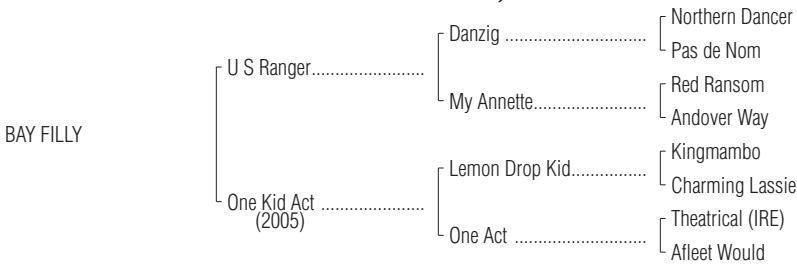 Northern Dancer
Danzig ..............................
Pas de Nom
U S Ranger........................
Red Ransom
My Annette........................
Andover Way
BAY FILLY
Kingmambo
Lemon Drop Kid................
Charming Lassie
One Kid Act ......................
(2005)
Theatrical (IRE)
One Act ............................
Afleet Would